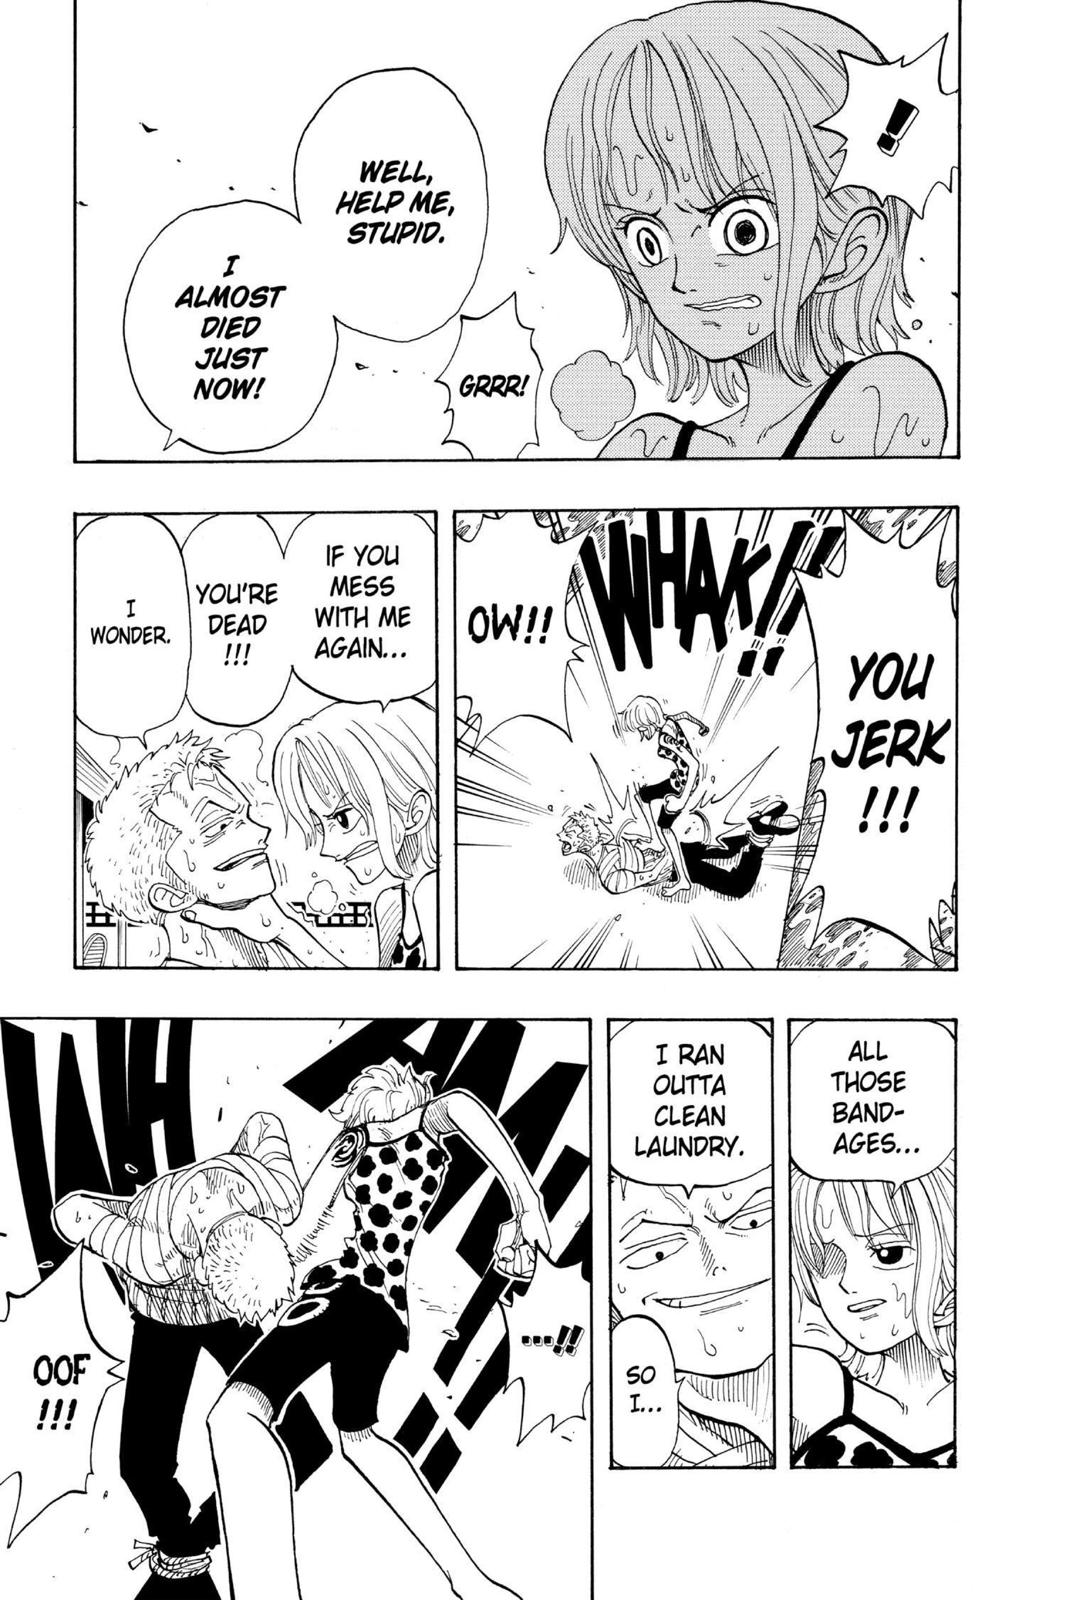 !!
WELL,
HELP ME,
STUPID.
I
ALMOST
DIED
JUST
NOW!
GRRR!
YOU
JERK
!!!
WHAK!!
OW!!
IF YOU
MESS
WITH ME
AGAIN...
YOU'RE
DEAD
!!!
I
WONDER.
ALL
THOSE
BAND-
AGES...
I RAN
OUTTA
CLEAN
LAUNDRY.
SO
I...
WHAM!!
...!!
OOF
!!!